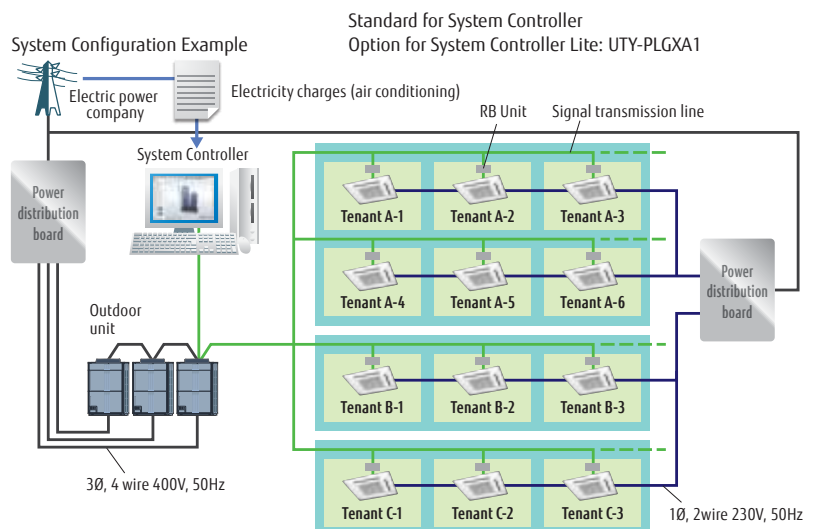 Standard for System Controller
Option for System Controller Lite: UTY-PLGXA1
System Configuration Example
Electric power
company
Electricity charges (air conditioning)
RB Unit
Signal transmission line
System Controller
Power
distribution
board
Tenant A-1
Tenant A-2
Tenant A-3
Tenant A-4
Tenant A-5
Tenant A-6
Power
distribution
board
Outdoor
unit
Tenant B-1
Tenant B-2
Tenant B-3
Tenant C-1
Tenant C-2
Tenant C-3
3Ø, 4 wire 400V, 50Hz
1Ø, 2wire 230V, 50Hz